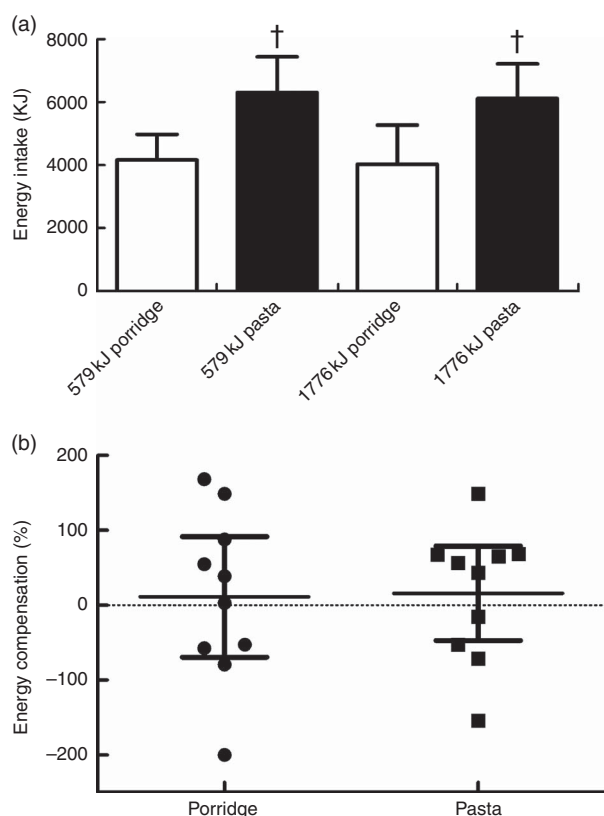 (a)
†
†
8000
6000
4000
2000
0
Energy intake (KJ)
579 kJ porridge
579 kJ pasta
1776 kJ porridge
1776 kJ pasta
(b)
200
100
0
–100
–200
Energy compensation (%)
Porridge
Pasta